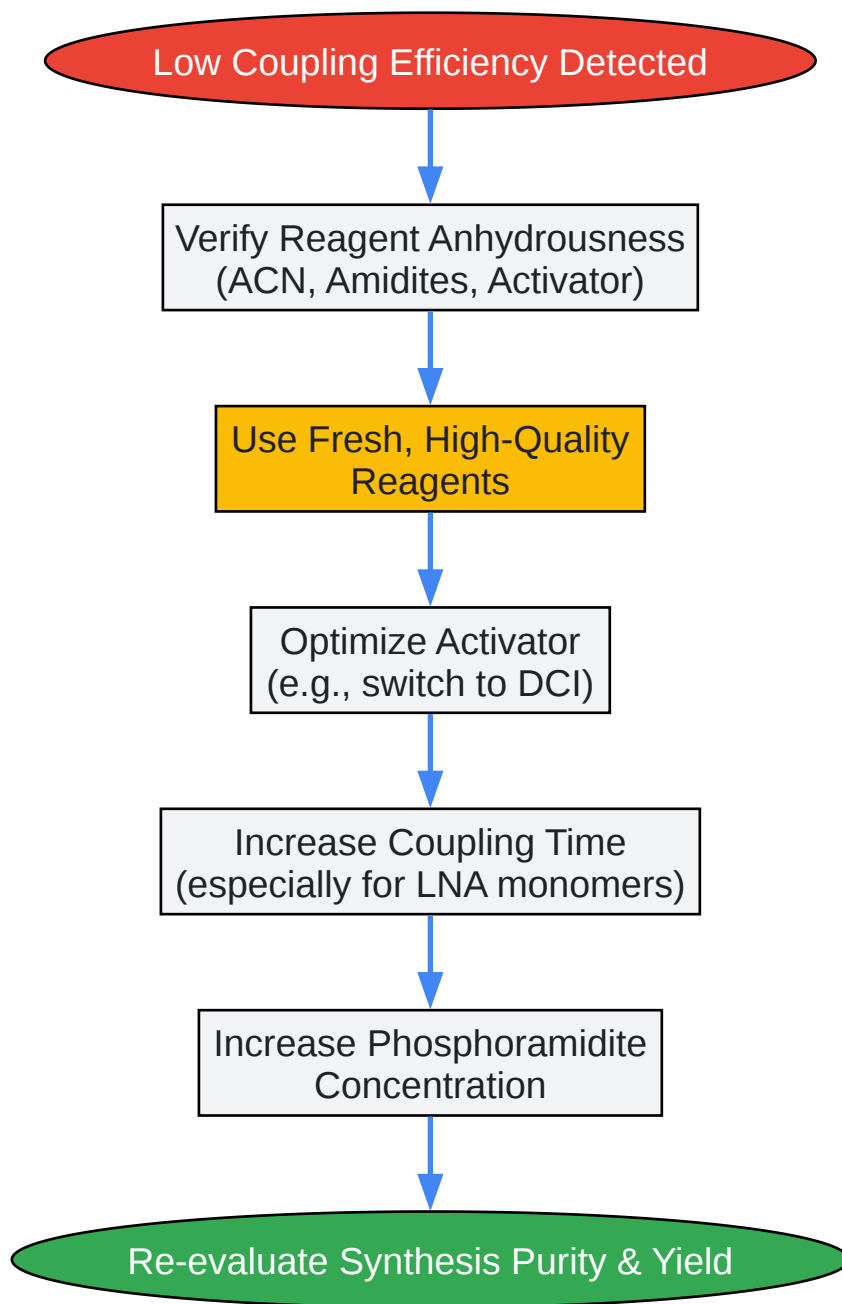 Low Coupling Efficiency Detected
Verify Reagent Anhydrousness
(ACN, Amidites, Activator)
Use Fresh, High-Quality
Reagents
Optimize Activator
(e.g., switch to DCI)
Increase Coupling Time
(especially for LNA monomers)
Increase Phosphoramidite
Concentration
Re-evaluate Synthesis Purity & Yield